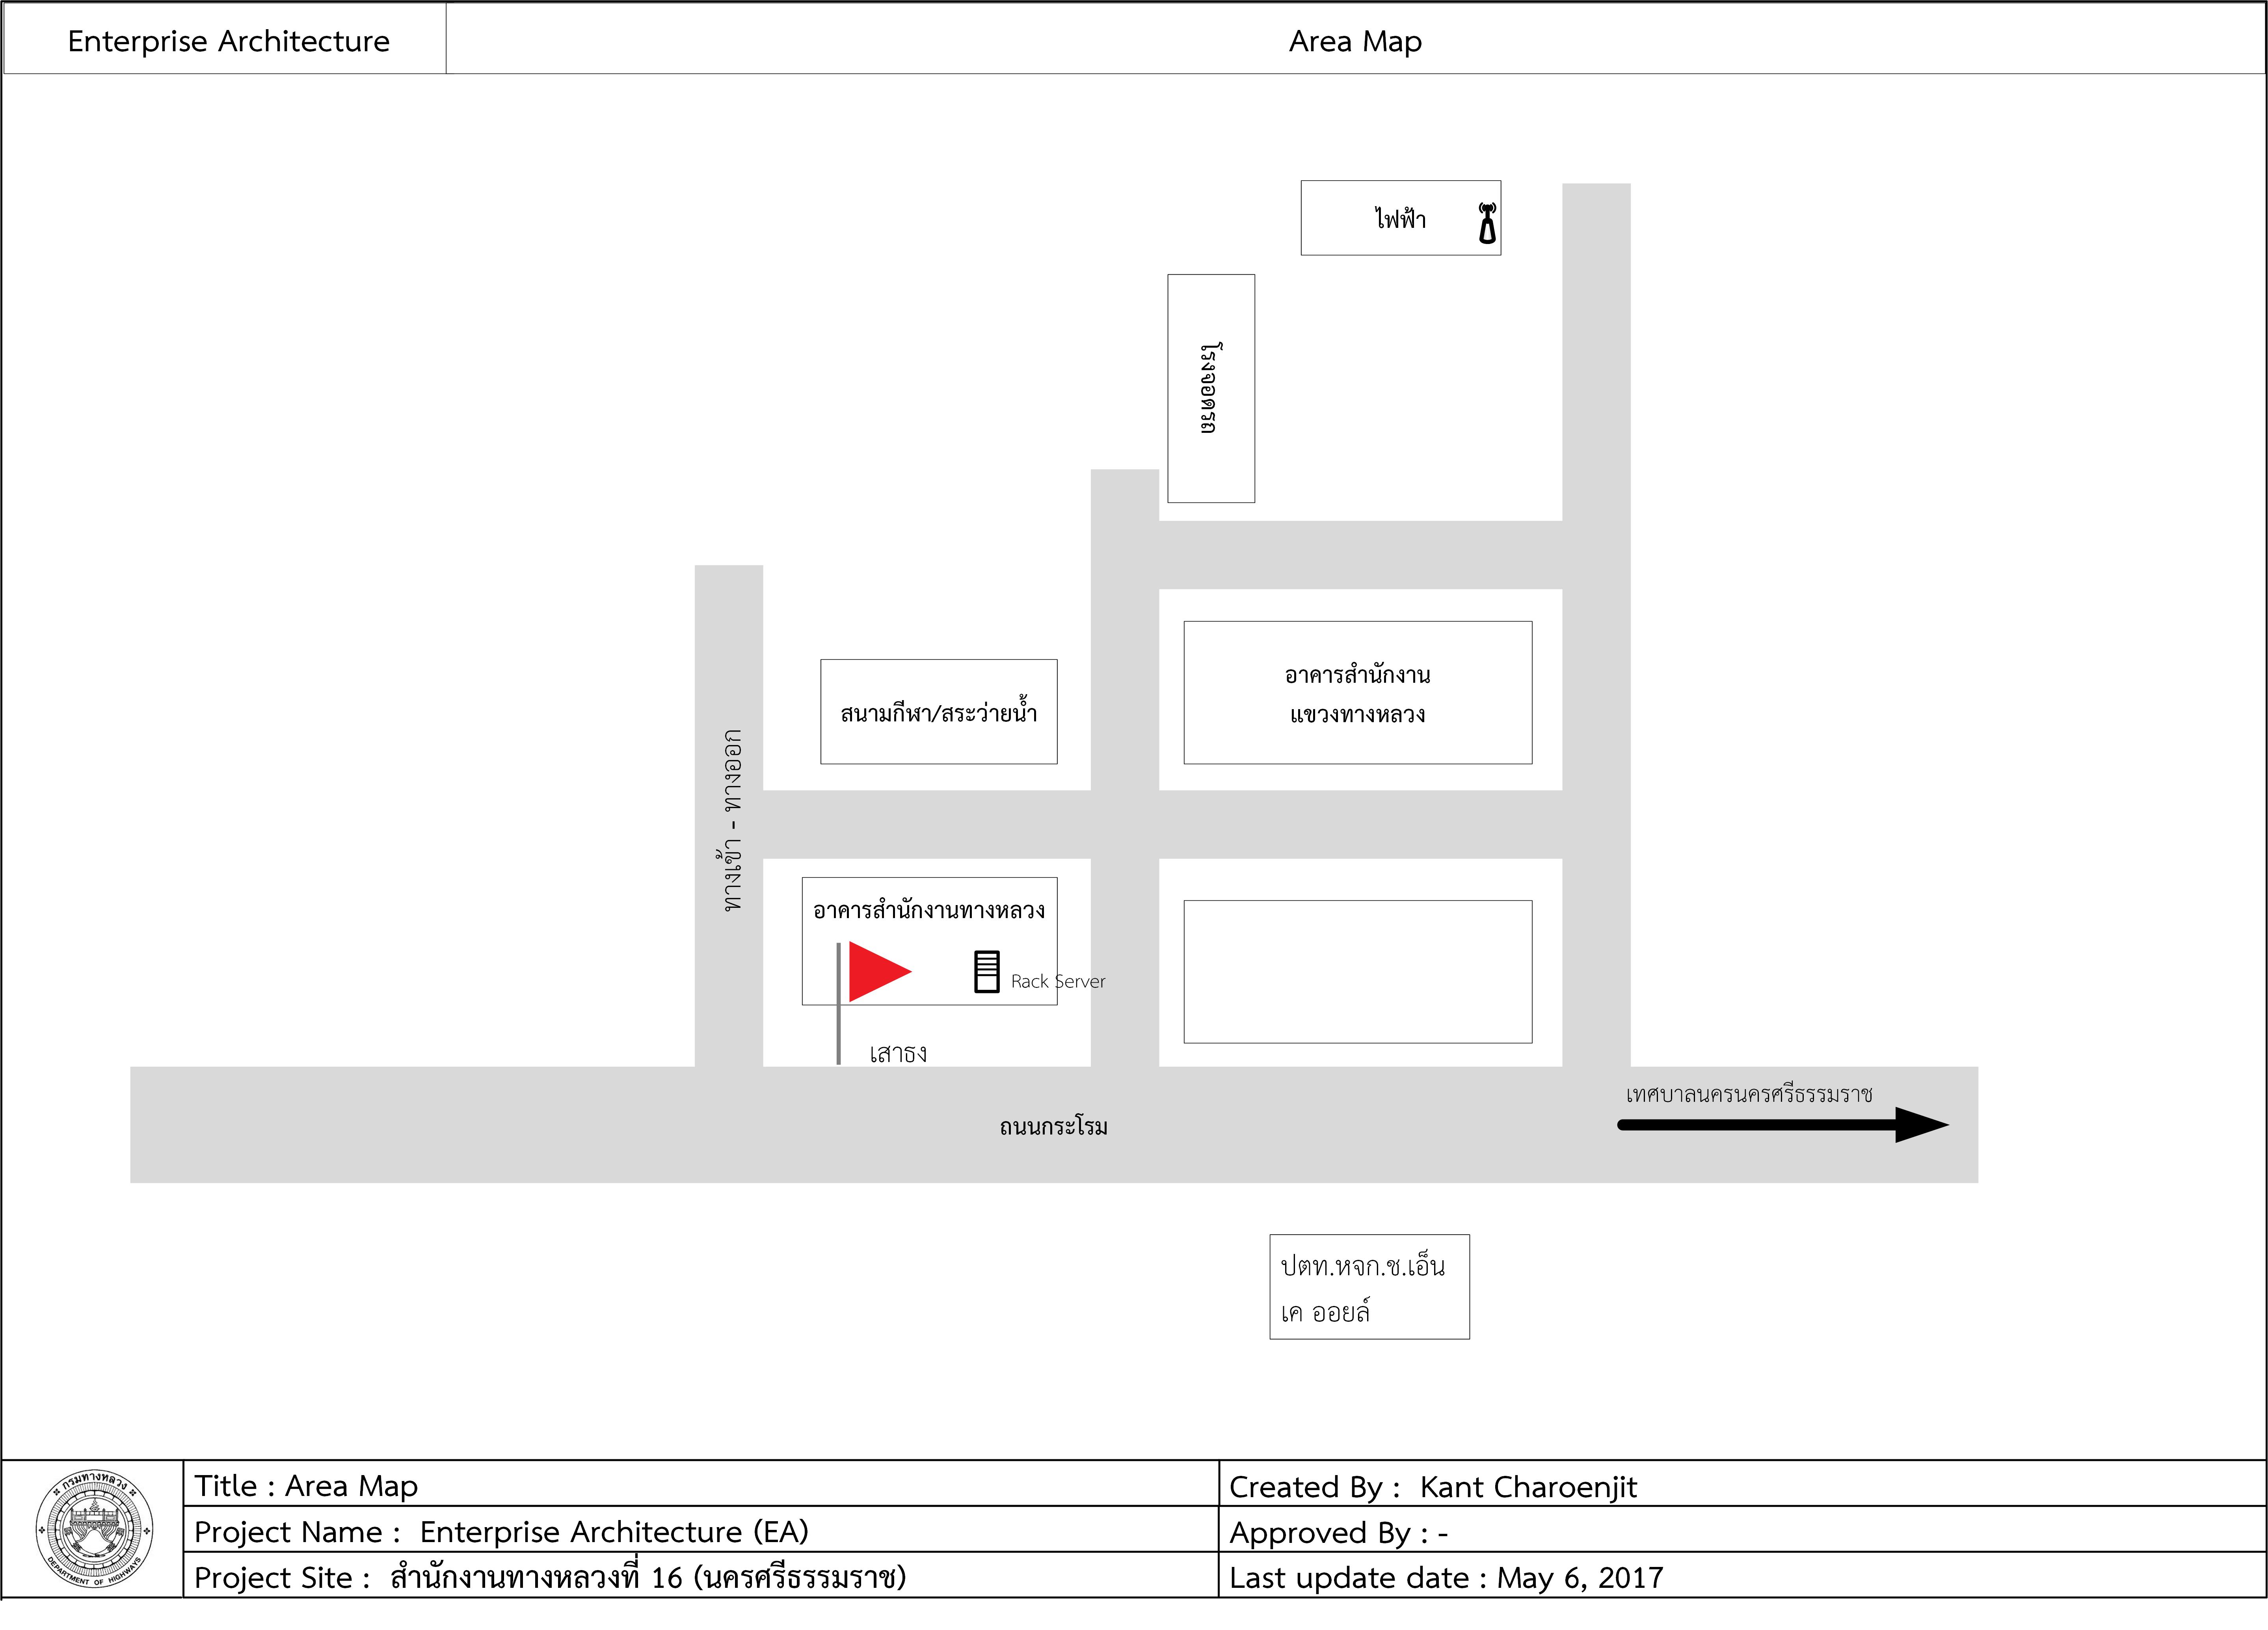 Enterprise Architecture
Area Map
ไฟฟ้า
โรงจอดรถ
อาคารสำนักงาน
แขวงทางหลวง
สนามกีฬา/สระว่ายน้ำ
ทางเข้า - ทางออก
อาคารสำนักงานทางหลวง
Rack Server
เสาธง
เทศบาลนครนครศรีธรรมราช
ถนนกระโรม
ปตท.หจก.ช.เอ็น
เค ออยล์
กรมทางหลวง
DEPARTMENT OF HIGHWAYS
Title : Area Map
Created By : Kant Charoenjit
Project Name : Enterprise Architecture (EA)
Approved By : -
Project Site : สำนักงานทางหลวงที่ 16 (นครศรีธรรมราช)
Last update date : May 6, 2017